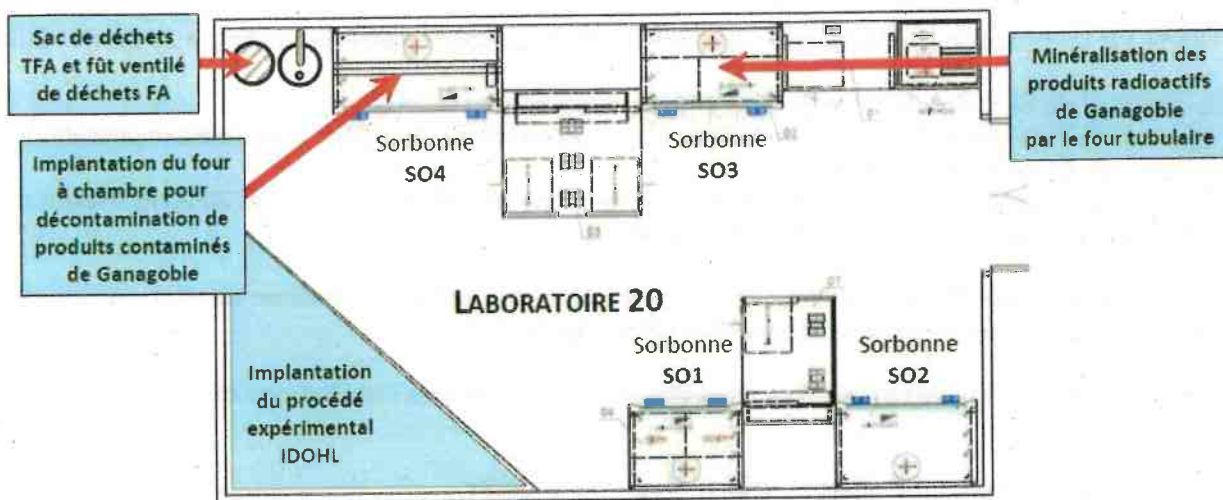 Sac de déchets
TFA et fût ventilé
de déchets FA
Implantation du four
à chambre pour
décontamination de
produits contaminés
de Ganagobie
Minéralisation des
produits radioactifs
de Ganagobie
par le four tubulaire
Sorbonne
SO4
Sorbonne
SO3
LABORATOIRE 20
Sorbonne
SO1
Sorbonne
SO2
Implantation
du procédé
expérimental
IDOHL